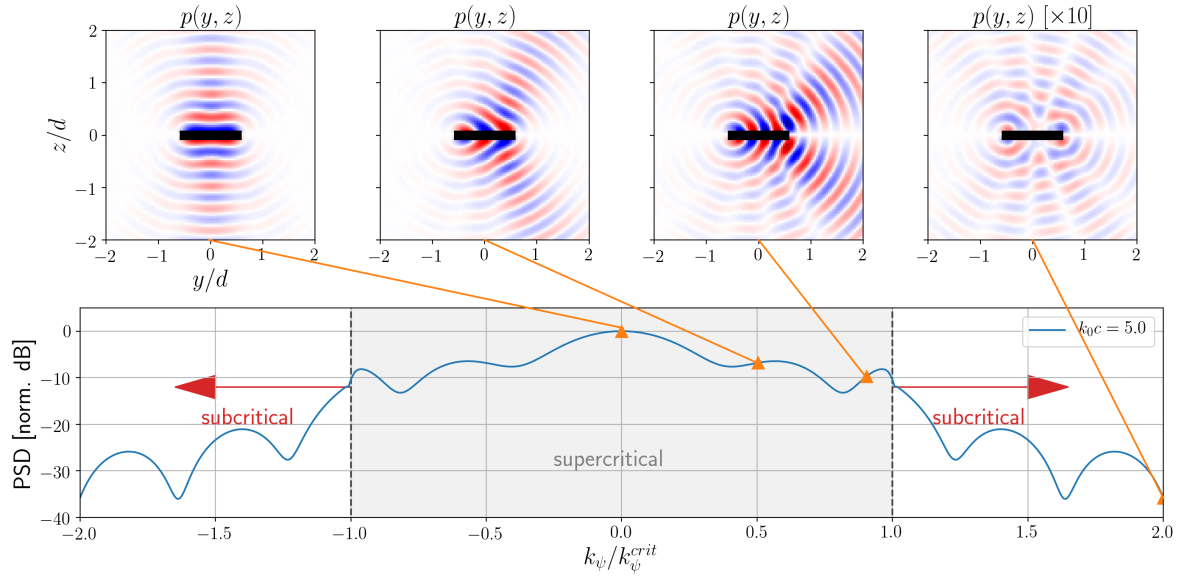 p(y, z)
p(y, z)
p(y, z)
p(y, z) [×10]
z/d
2
1
0
−1
−2
−2 −1 0 1 2
−2 −1 0 1 2
−2 −1 0 1 2
−2 −1 0 1 2
y/d
PSD [norm. dB]
0
−10
−20
−30
−40
k₀c = 5.0
subcritical
subcritical
supercritical
−2.0 −1.5 −1.0 −0.5 0.0 0.5 1.0 1.5 2.0
k_ψ/k_ψ^crit